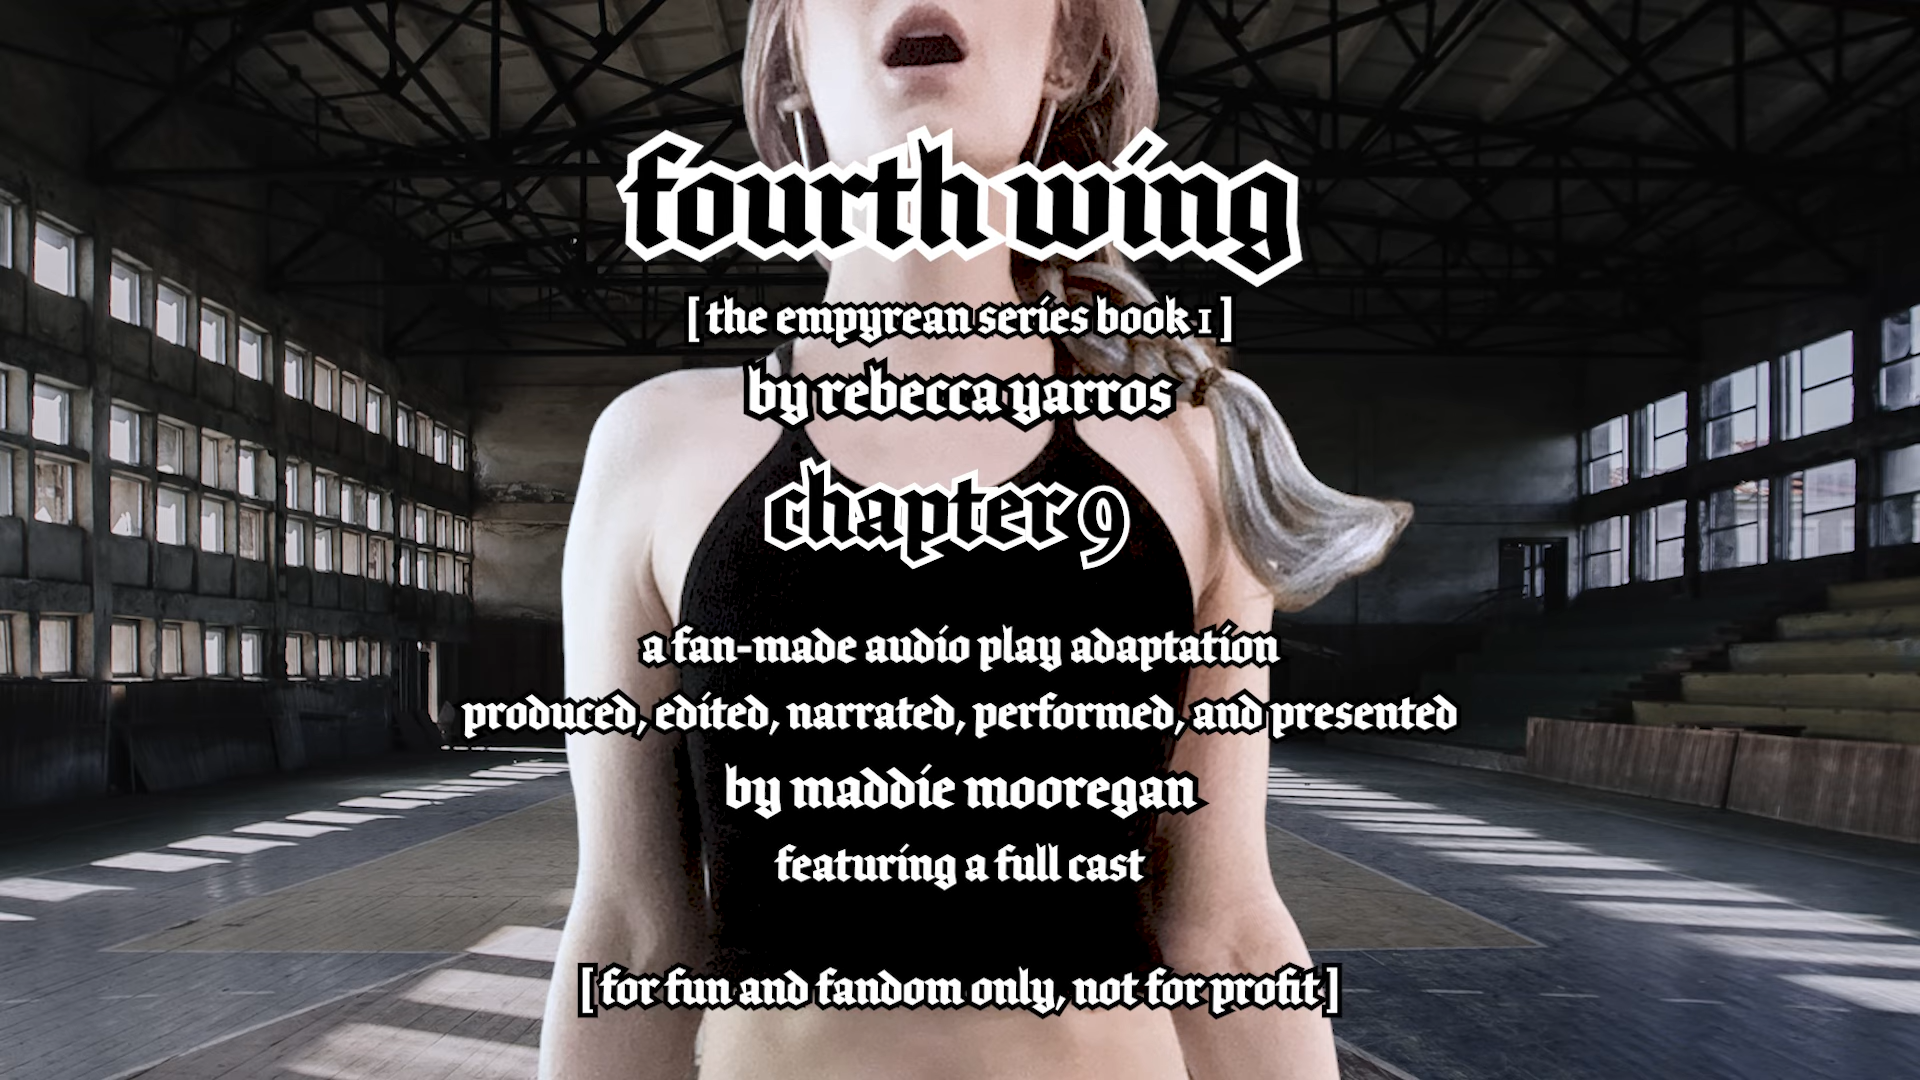 fourth wing
[ the empyrean series book 1 ]
by rebecca yarros
chapter 9
a fan-made audio play adaptation
produced, edited, narrated, performed, and presented
by maddie mooregan
featuring a full cast
[ for fun and fandom only, not for profit ]